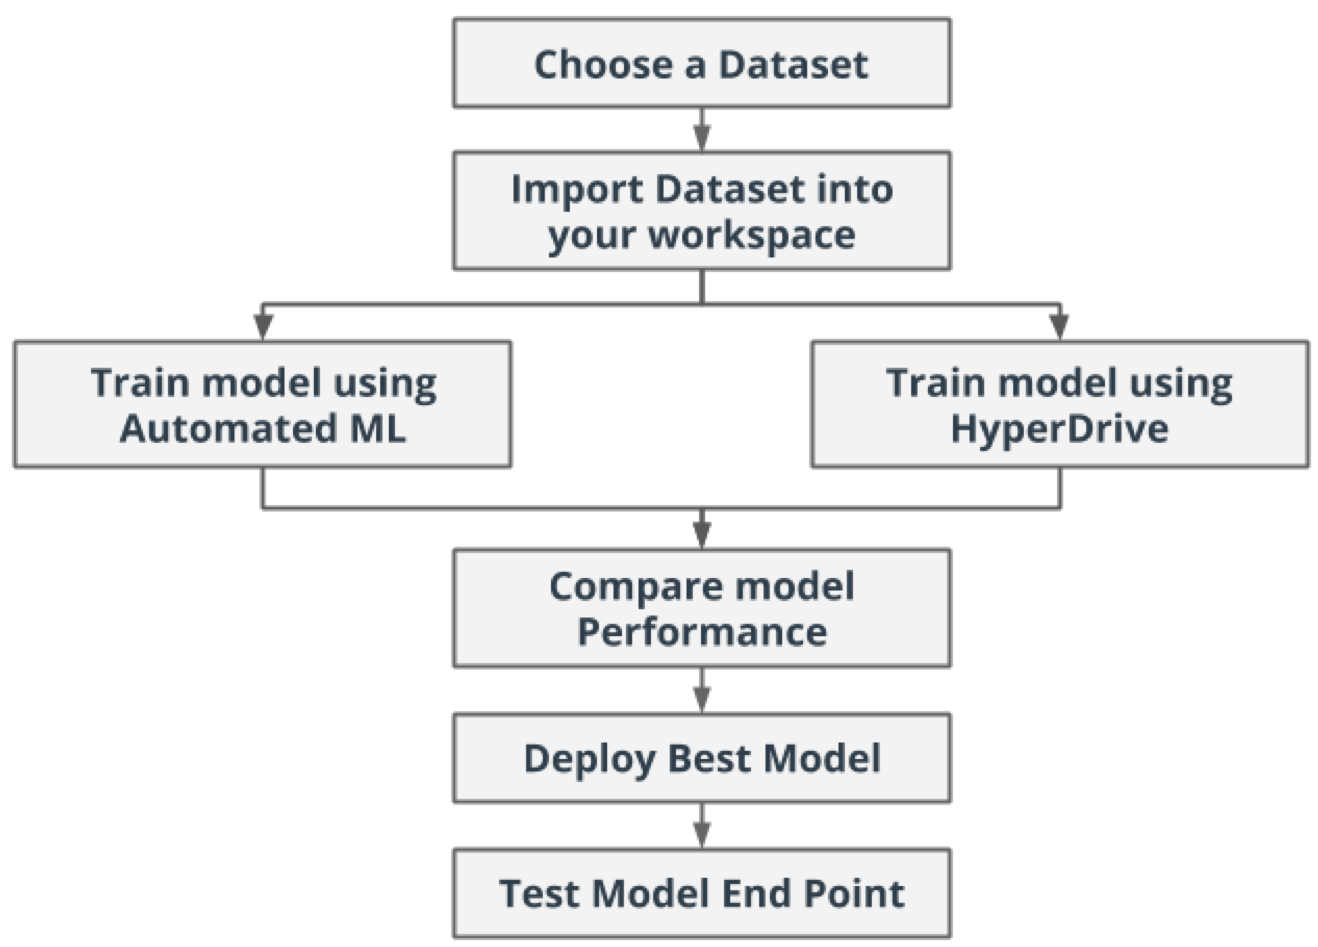 Choose a Dataset
Import Dataset into
your workspace
Train model using
Automated ML
Train model using
HyperDrive
Compare model
Performance
Deploy Best Model
Test Model End Point